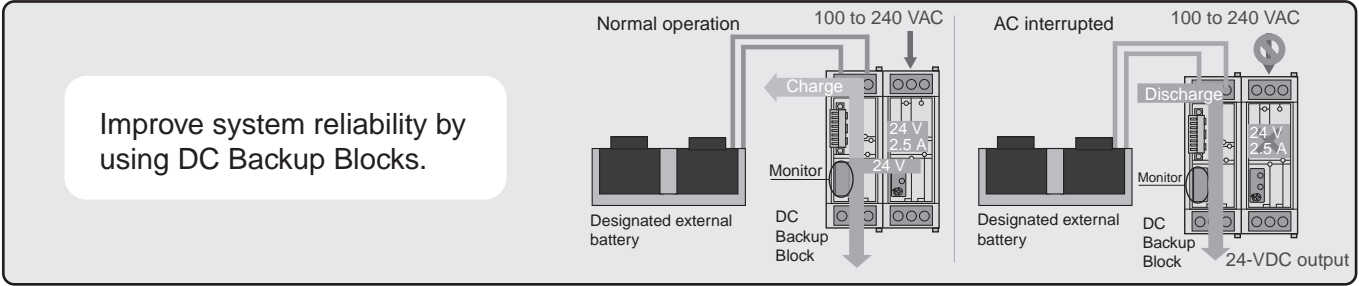 Improve system reliability by
using DC Backup Blocks.
Normal operation
100 to 240 VAC
Charge
24 V
2.5 A
24 V
Monitor
Designated external
battery
DC
Backup
Block
AC interrupted
100 to 240 VAC
Discharge
24 V
2.5 A
Monitor
Designated external
battery
DC
Backup
Block
24-VDC output